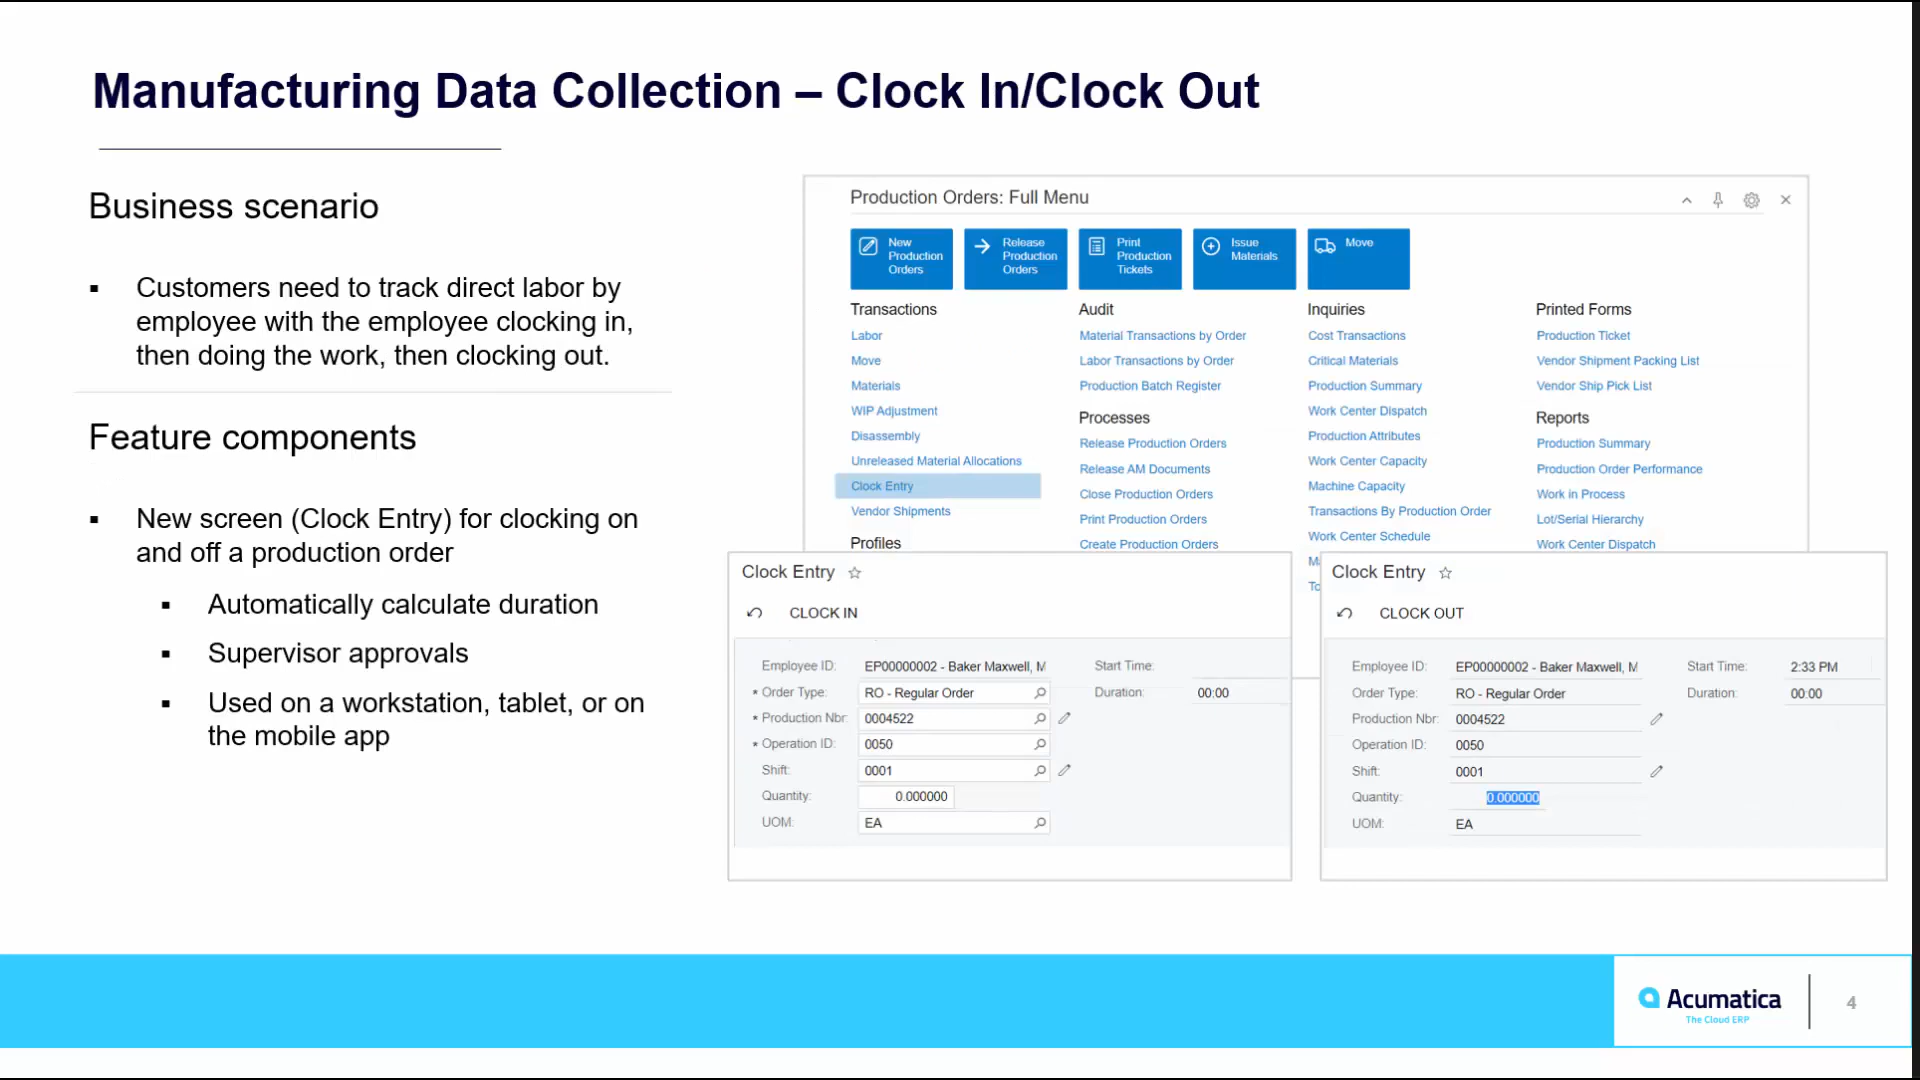 Manufacturing Data Collection – Clock In/Clock Out
Business scenario
▪ Customers need to track direct labor by
employee with the employee clocking in,
then doing the work, then clocking out.
Feature components
▪ New screen (Clock Entry) for clocking on
and off a production order
▪ Automatically calculate duration
▪ Supervisor approvals
▪ Used on a workstation, tablet, or on
the mobile app
Production Orders: Full Menu
New
Production
Orders
Release
Production
Orders
Print
Production
Tickets
Issue
Materials
Move
Transactions
Labor
Move
Materials
WIP Adjustment
Disassembly
Unreleased Material Allocations
Clock Entry
Vendor Shipments
Profiles
Audit
Material Transactions by Order
Labor Transactions by Order
Production Batch Register
Processes
Release Production Orders
Release AM Documents
Close Production Orders
Print Production Orders
Create Production Orders
Inquiries
Cost Transactions
Critical Materials
Production Summary
Work Center Dispatch
Production Attributes
Work Center Capacity
Machine Capacity
Transactions By Production Order
Work Center Schedule
Printed Forms
Production Ticket
Vendor Shipment Packing List
Vendor Ship Pick List
Reports
Production Summary
Production Order Performance
Work in Process
Lot/Serial Hierarchy
Work Center Dispatch
Clock Entry
CLOCK IN
Employee ID: EP00000002 - Baker Maxwell, M Start Time:
* Order Type: RO - Regular Order Duration: 00:00
* Production Nbr: 0004522
* Operation ID: 0050
Shift: 0001
Quantity: 0.000000
UOM: EA
Clock Entry
CLOCK OUT
Employee ID: EP00000002 - Baker Maxwell, M Start Time: 2:33 PM
Order Type: RO - Regular Order Duration: 00:00
Production Nbr: 0004522
Operation ID: 0050
Shift: 0001
Quantity: 0.000000
UOM: EA
Acumatica
The Cloud ERP
4